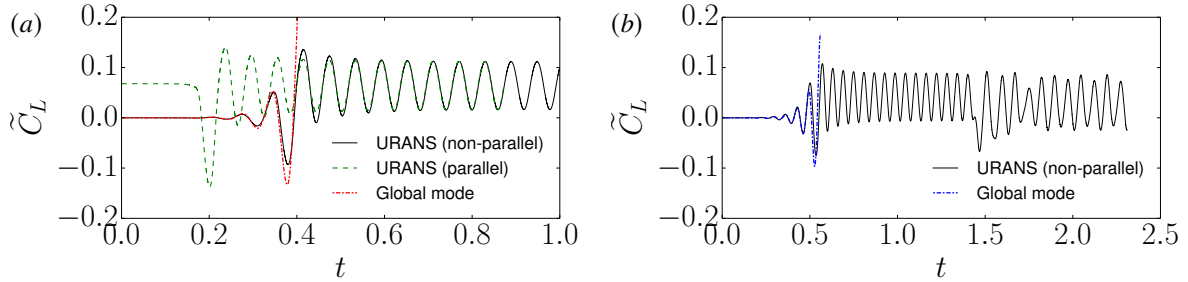 (a)
0.2
0.1
0.0
−0.1
−0.2
C̃_L
URANS (non-parallel)
URANS (parallel)
Global mode
0.0 0.2 0.4 0.6 0.8 1.0
t
(b)
0.2
0.1
0.0
−0.1
−0.2
C̃_L
URANS (non-parallel)
Global mode
0.0 0.5 1.0 1.5 2.0 2.5
t